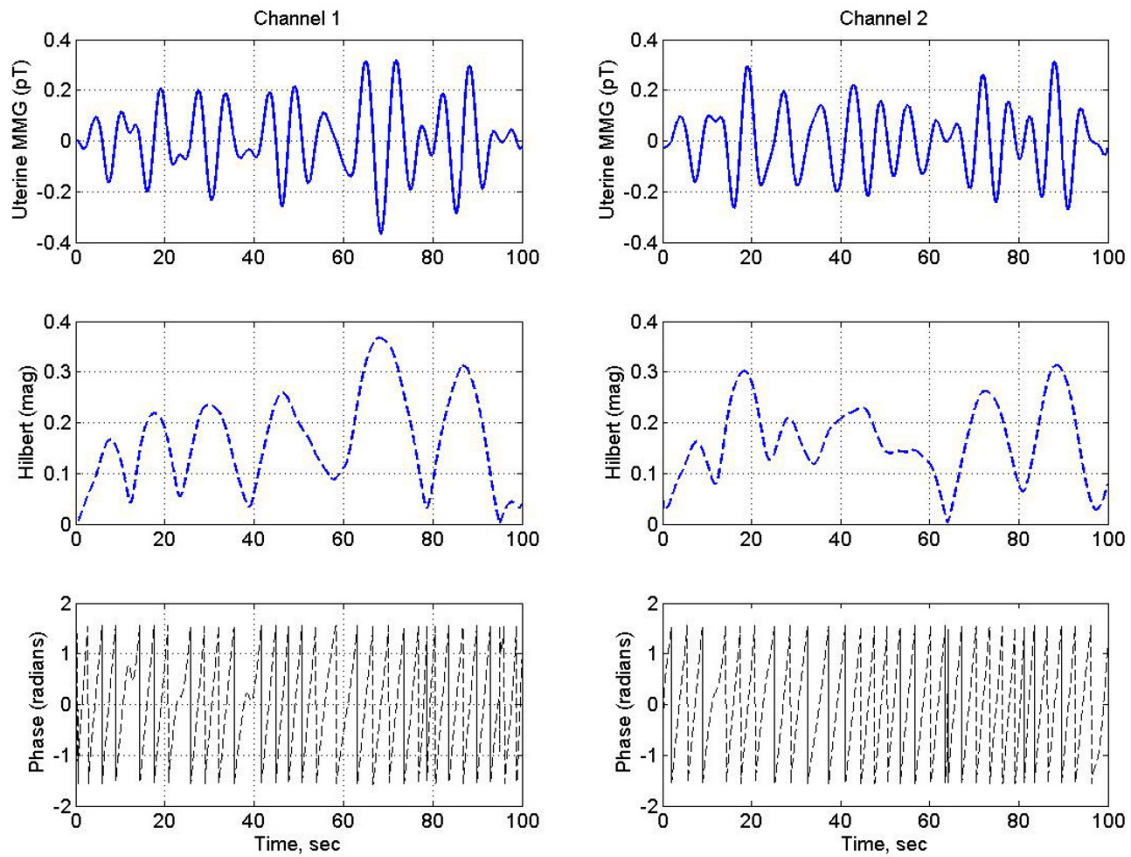 Channel 1
Uterine MMG (pT)
0.4
0.2
0
-0.2
-0.4
0 20 40 60 80 100
Channel 2
Uterine MMG (pT)
0.4
0.2
0
-0.2
-0.4
0 20 40 60 80 100
Hilbert (mag)
0.4
0.3
0.2
0.1
0
0 20 40 60 80 100
Hilbert (mag)
0.4
0.3
0.2
0.1
0
0 20 40 60 80 100
Phase (radians)
2
1
0
-1
-2
0 20 40 60 80 100
Time, sec
Phase (radians)
2
1
0
-1
-2
0 20 40 60 80 100
Time, sec